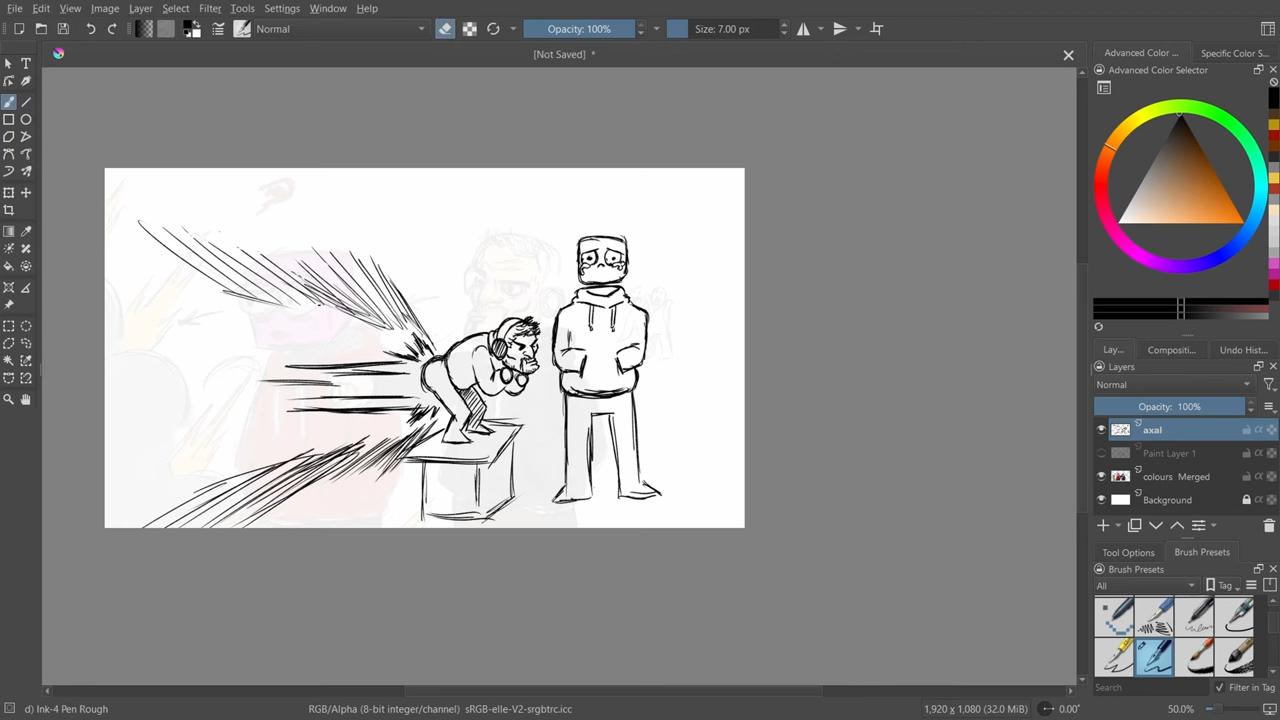 File Edit View Image Layer Select Filter Tools Settings Window Help
Normal Opacity: 100% Size: 7.00 px
[Not Saved] *
Advanced Color ... Specific Color S...
Advanced Color Selector
Lay... Compositi... Undo Hist...
Layers
Normal
Opacity: 100%
axal
Paint Layer 1
colours Merged
Background
Tool Options Brush Presets
Brush Presets
All Tag
Search Filter in Tag
d) Ink-4 Pen Rough RGB/Alpha (8-bit integer/channel) sRGB-elle-V2-srgbtrc.icc 1,920 x 1,080 (32.0 MiB) 0.00° 50.0%